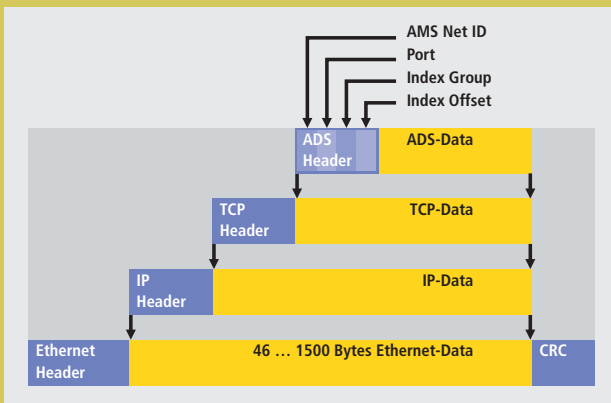 AMS Net ID
Port
Index Group
Index Offset
ADS
Header
ADS-Data
TCP
Header
TCP-Data
IP
Header
IP-Data
Ethernet
Header
46 … 1500 Bytes Ethernet-Data
CRC